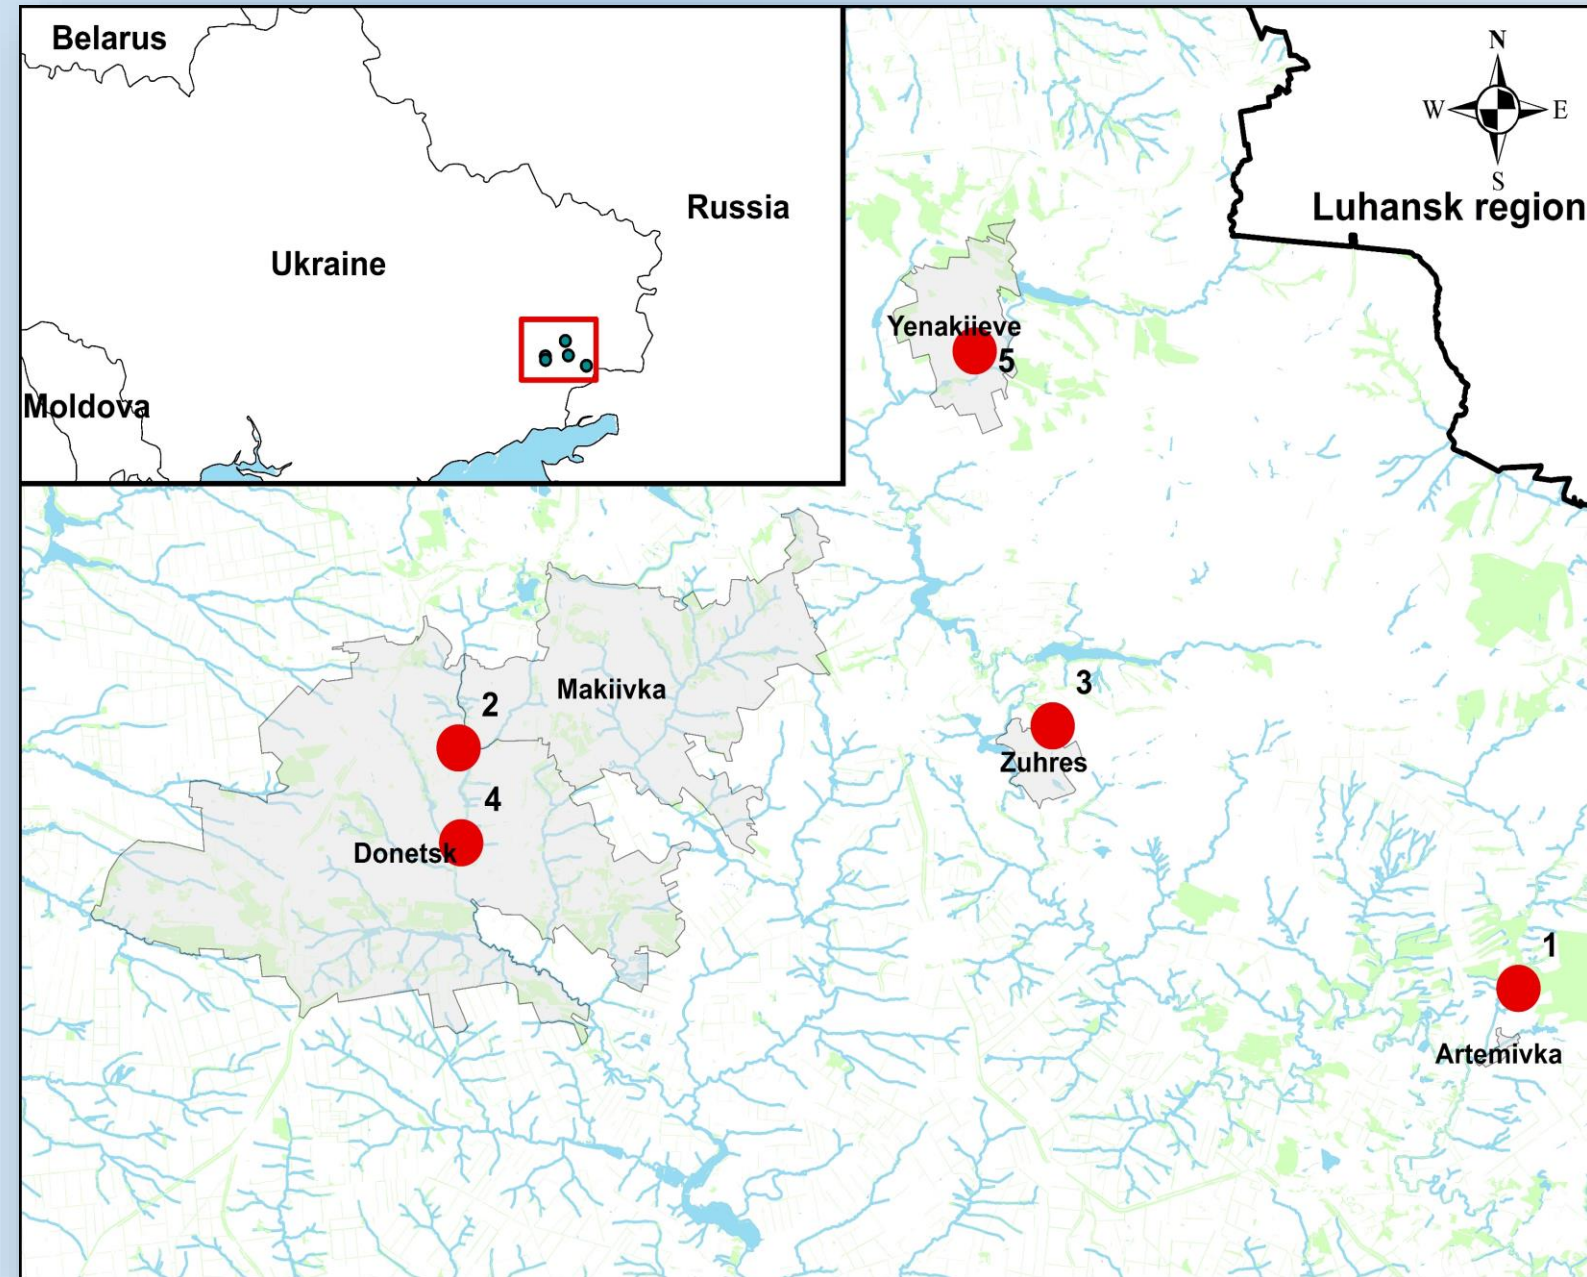 Belarus
Russia
Ukraine
Moldova
N
W
E
S
Luhansk region
Yenakiieve
5
2
Makiivka
3
Zuhres
4
Donetsk
1
Artemivka